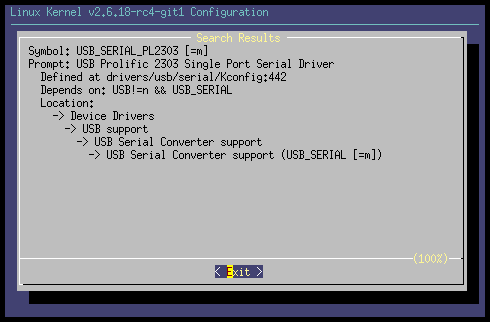 Linux Kernel v2.6.18-rc4-git1 Configuration
Search Results
Symbol: USB_SERIAL_PL2303 [=m]
Prompt: USB Prolific 2303 Single Port Serial Driver
Defined at drivers/usb/serial/Kconfig:442
Depends on: USB!=n && USB_SERIAL
Location:
-> Device Drivers
-> USB support
-> USB Serial Converter support
-> USB Serial Converter support (USB_SERIAL [=m])
(100%)
< Exit >